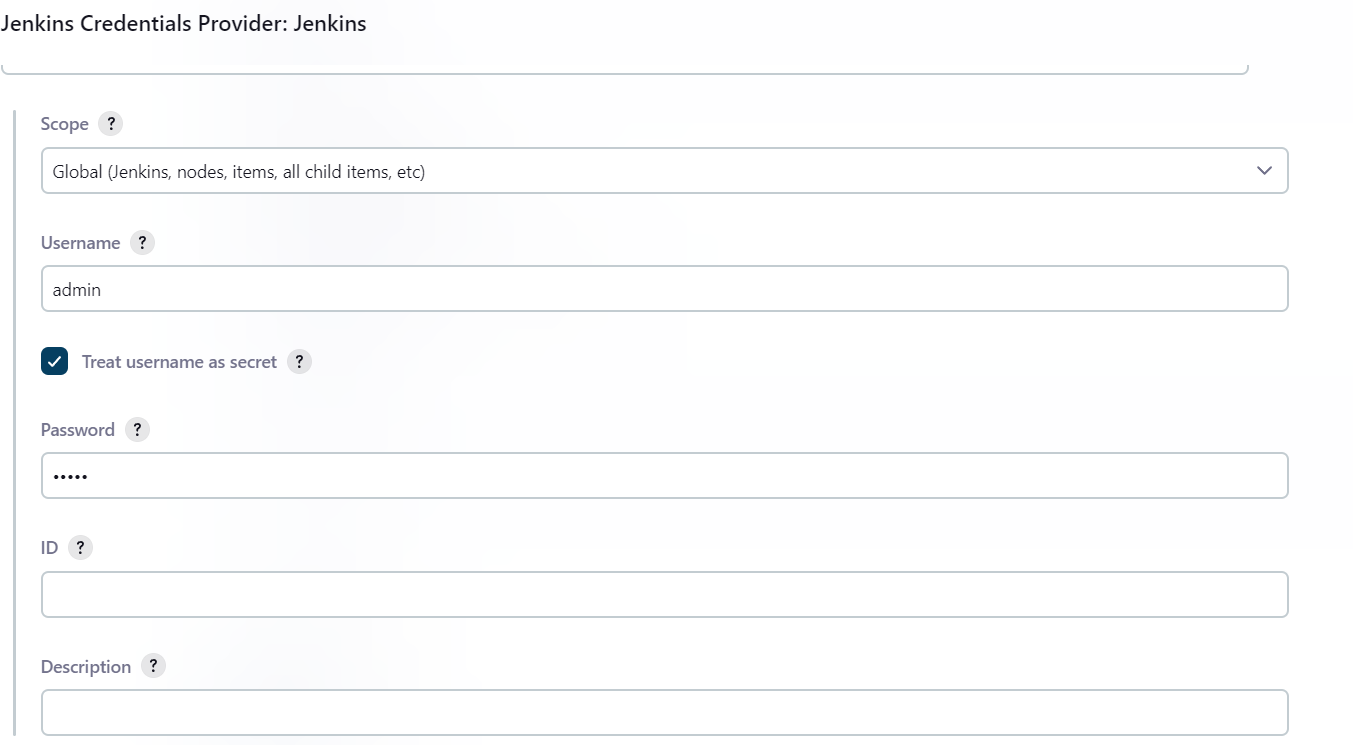 Jenkins Credentials Provider: Jenkins
Scope ?
Global (Jenkins, nodes, items, all child items, etc)
Username ?
admin
Treat username as secret ?
Password ?
•••••
ID ?
Description ?